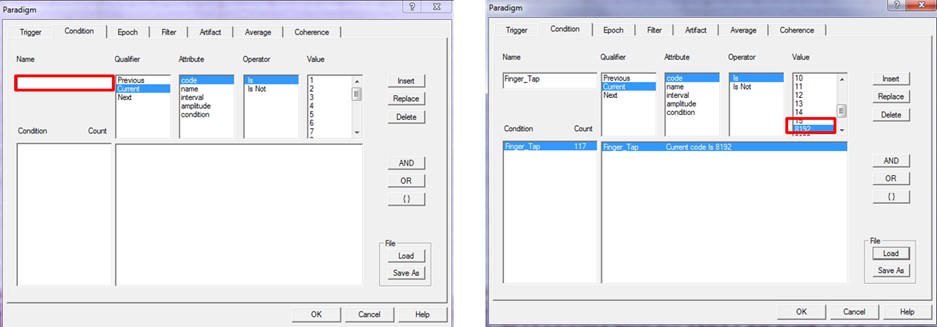 Paradigm
Trigger Condition Epoch Filter Artifact Average Coherence
Name Qualifier Attribute Operator Value
Previous code Is 1 Insert
Current name Is Not 2
Next interval 3 Replace
amplitude 4
condition 5 Delete
6
7
Condition Count
AND
OR
{ }
File
Load
Save As
OK Cancel Help
Paradigm
Trigger Condition Epoch Filter Artifact Average Coherence
Name Qualifier Attribute Operator Value
Finger_Tap Previous code Is 10 Insert
Current name Is Not 11
Next interval 12 Replace
amplitude 13
condition 14 Delete
15
8192
Condition Count
Finger_Tap 117 Finger_Tap Current code Is 8192
AND
OR
{ }
File
Load
Save As
OK Cancel Help